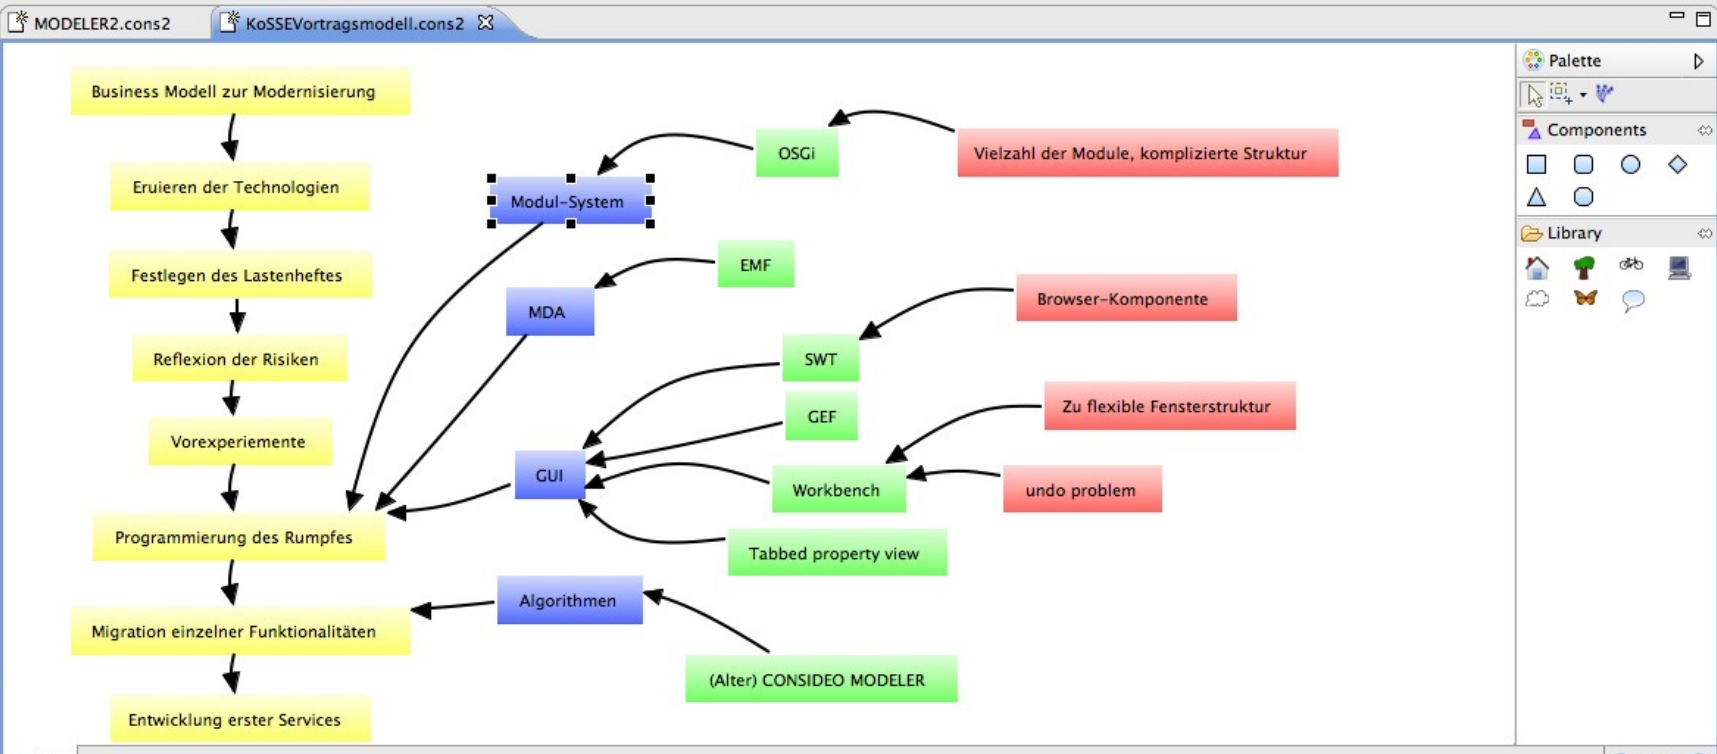 MODELER2.cons2
KoSSEVortragsmodell.cons2
Palette
Components
Library
Business Modell zur Modernisierung
Eruieren der Technologien
Festlegen des Lastenheftes
Reflexion der Risiken
Vorexperiemente
Programmierung des Rumpfes
Migration einzelner Funktionalitäten
Entwicklung erster Services
Modul-System
MDA
GUI
Algorithmen
OSGi
EMF
SWT
GEF
Workbench
Tabbed property view
(Alter) CONSIDEO MODELER
Vielzahl der Module, komplizierte Struktur
Browser-Komponente
Zu flexible Fensterstruktur
undo problem